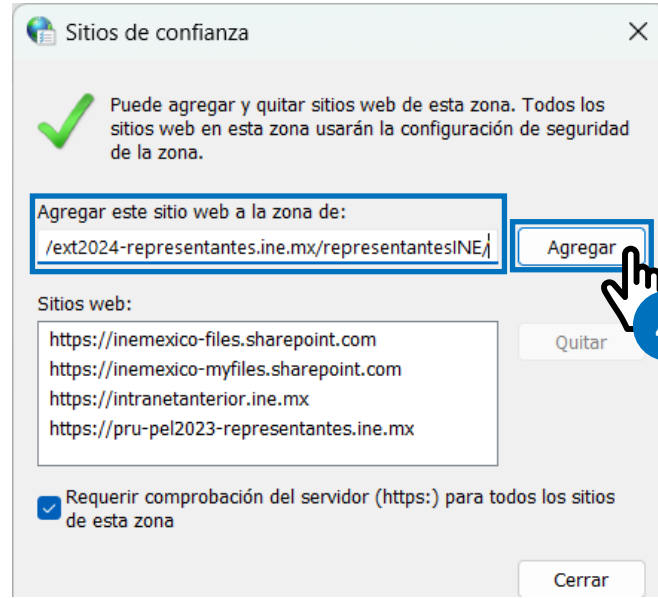 Sitios de confianza
Puede agregar y quitar sitios web de esta zona. Todos los
sitios web en esta zona usarán la configuración de seguridad
de la zona.
Agregar este sitio web a la zona de:
/ext2024-representantes.ine.mx/representantesINE/
Agregar
Sitios web:
https://inemexico-files.sharepoint.com
https://inemexico-myfiles.sharepoint.com
https://intranetanterior.ine.mx
https://pru-pel2023-representantes.ine.mx
Quitar
Requerir comprobación del servidor (https:) para todos los sitios
de esta zona
Cerrar